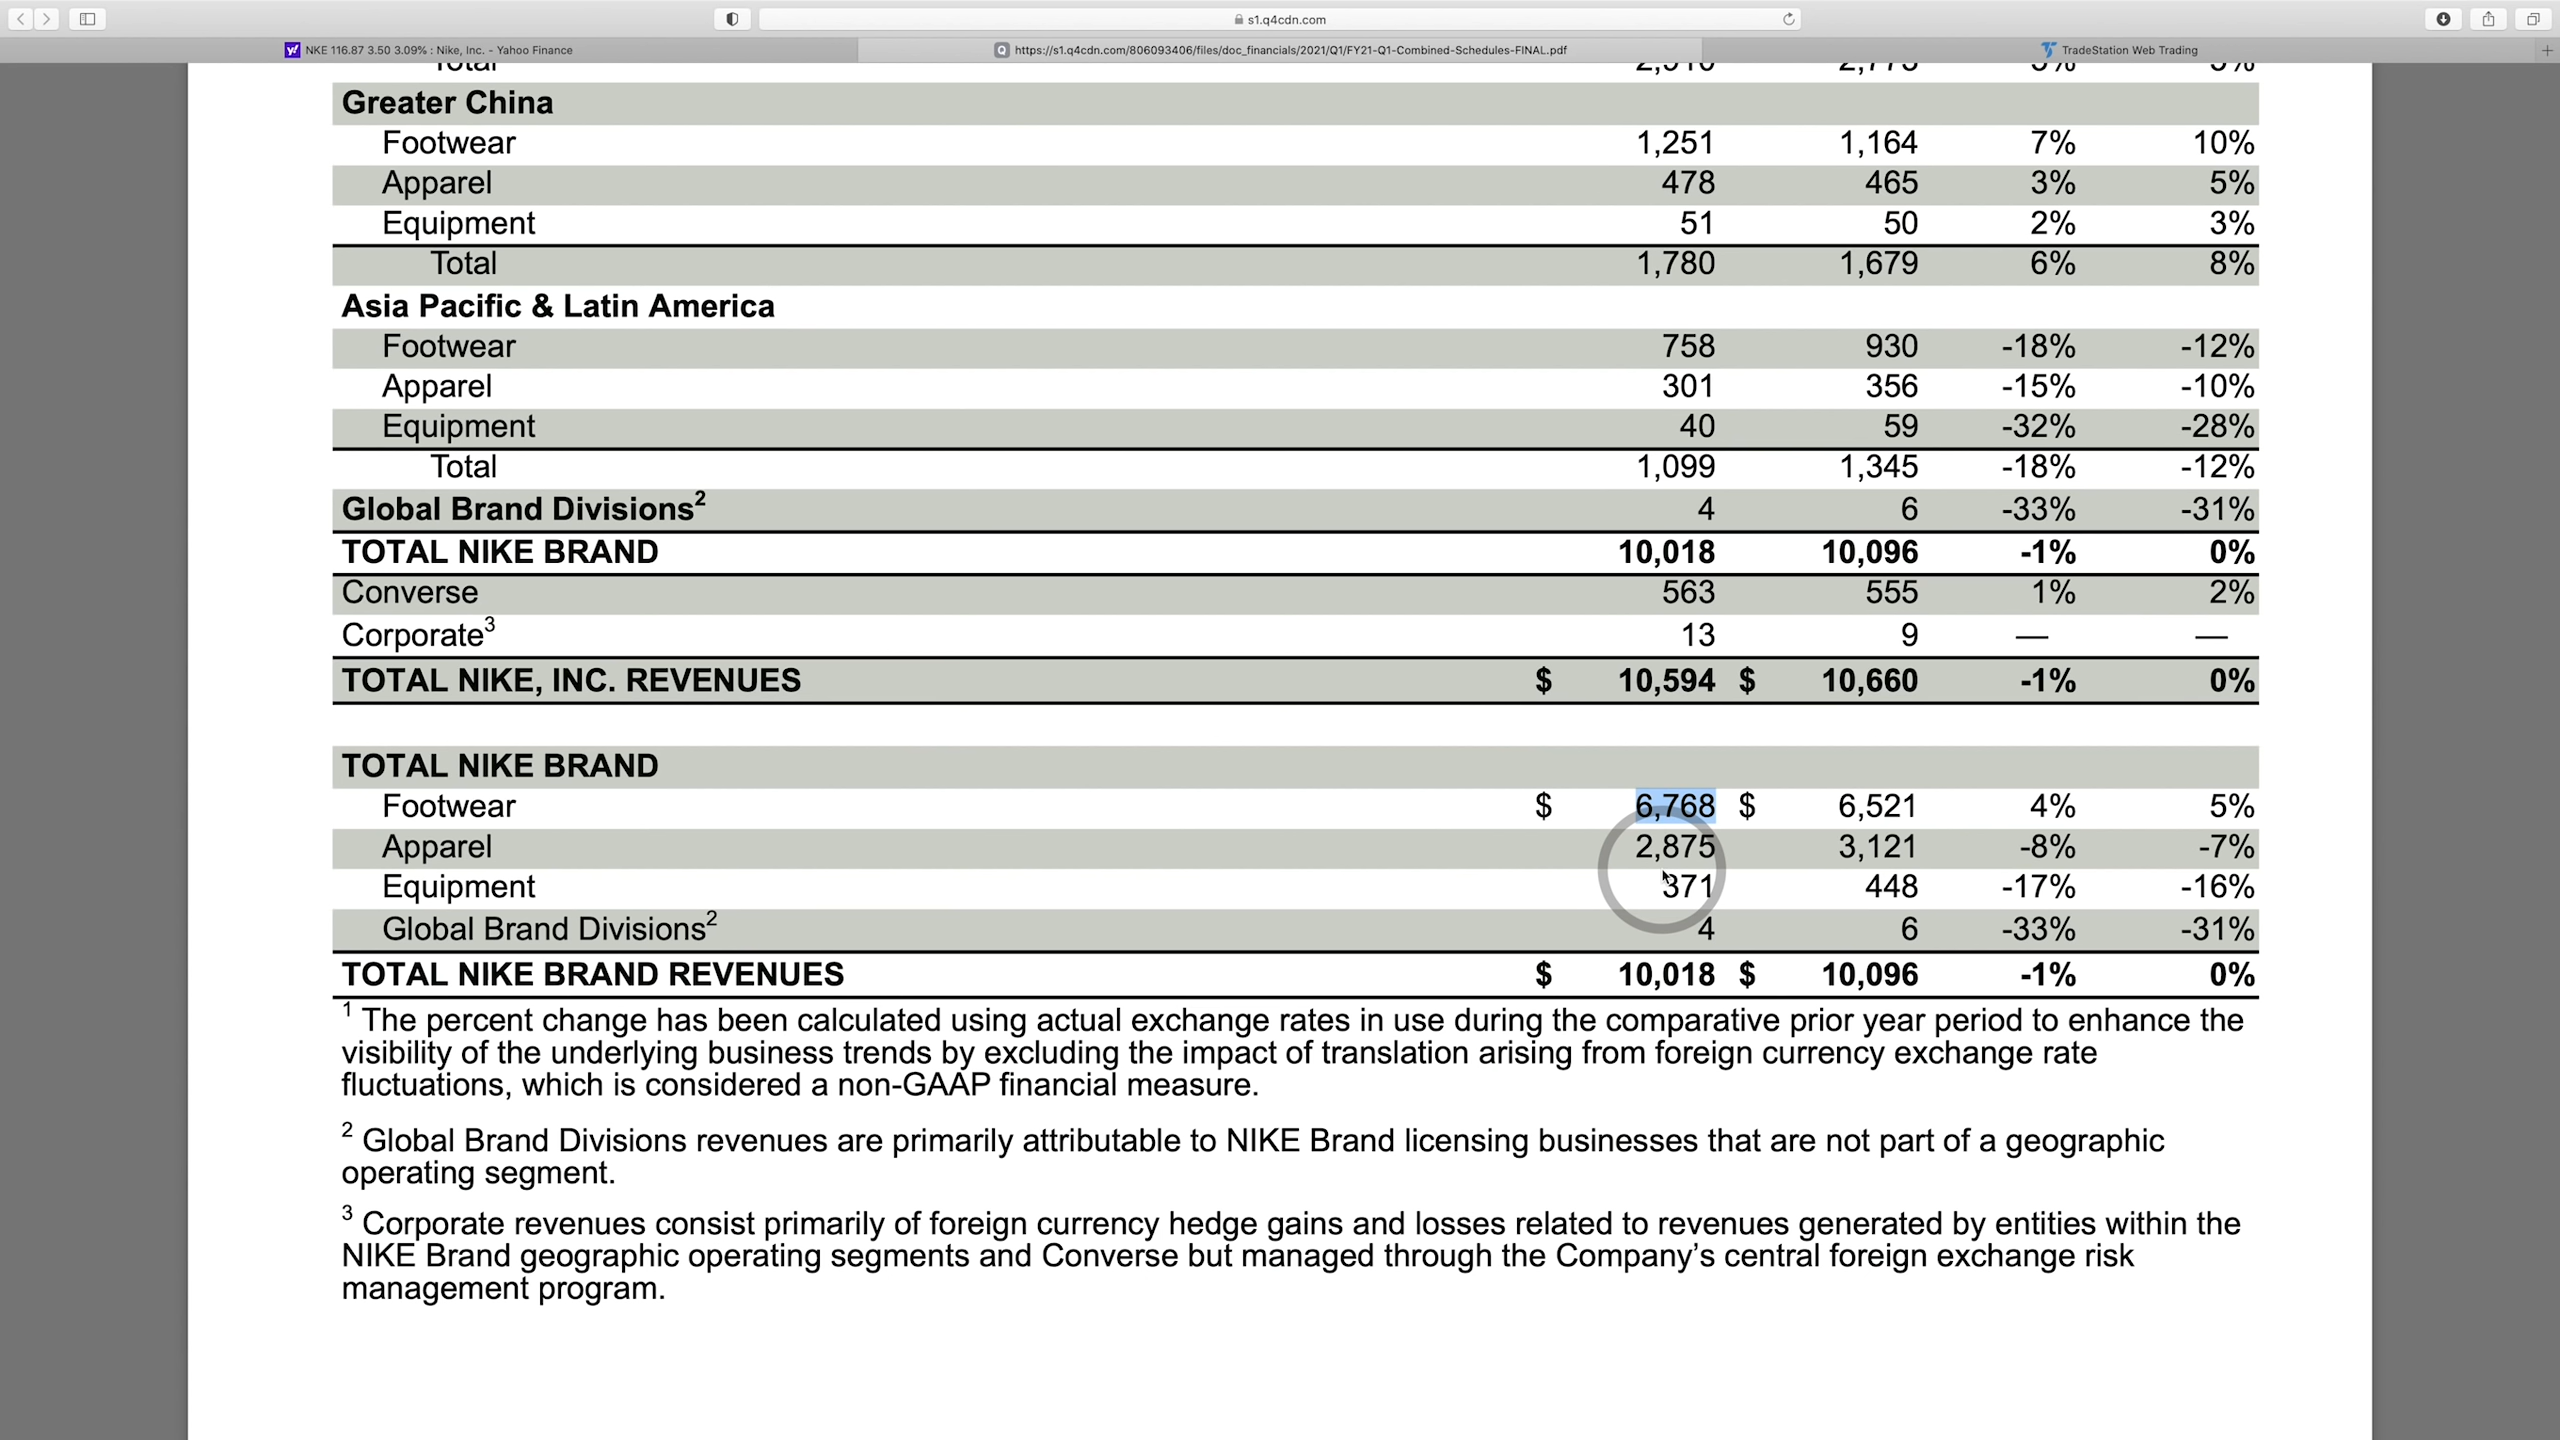 s1.q4cdn.com
NKE 116.87 3.50 3.09% : Nike, Inc. - Yahoo Finance
https://s1.q4cdn.com/806093406/files/doc_financials/2021/Q1/FY21-Q1-Combined-Schedules-FINAL.pdf
TradeStation Web Trading
Total
Greater China
Footwear 1,251 1,164 7% 10%
Apparel 478 465 3% 5%
Equipment 51 50 2% 3%
Total 1,780 1,679 6% 8%
Asia Pacific & Latin America
Footwear 758 930 -18% -12%
Apparel 301 356 -15% -10%
Equipment 40 59 -32% -28%
Total 1,099 1,345 -18% -12%
Global Brand Divisions2 4 6 -33% -31%
TOTAL NIKE BRAND 10,018 10,096 -1% 0%
Converse 563 555 1% 2%
Corporate3 13 9 — —
TOTAL NIKE, INC. REVENUES $ 10,594 $ 10,660 -1% 0%
TOTAL NIKE BRAND
Footwear $ 6,768 $ 6,521 4% 5%
Apparel 2,875 3,121 -8% -7%
Equipment 371 448 -17% -16%
Global Brand Divisions2 4 6 -33% -31%
TOTAL NIKE BRAND REVENUES $ 10,018 $ 10,096 -1% 0%
1 The percent change has been calculated using actual exchange rates in use during the comparative prior year period to enhance the
visibility of the underlying business trends by excluding the impact of translation arising from foreign currency exchange rate
fluctuations, which is considered a non-GAAP financial measure.
2 Global Brand Divisions revenues are primarily attributable to NIKE Brand licensing businesses that are not part of a geographic
operating segment.
3 Corporate revenues consist primarily of foreign currency hedge gains and losses related to revenues generated by entities within the
NIKE Brand geographic operating segments and Converse but managed through the Company's central foreign exchange risk
management program.